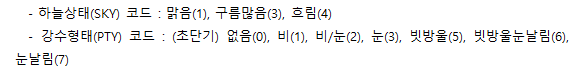 - 하늘상태(SKY) 코드 : 맑음(1), 구름많음(3), 흐림(4)
- 강수형태(PTY) 코드 : (초단기) 없음(0), 비(1), 비/눈(2), 눈(3), 빗방울(5), 빗방울눈날림(6),
눈날림(7)